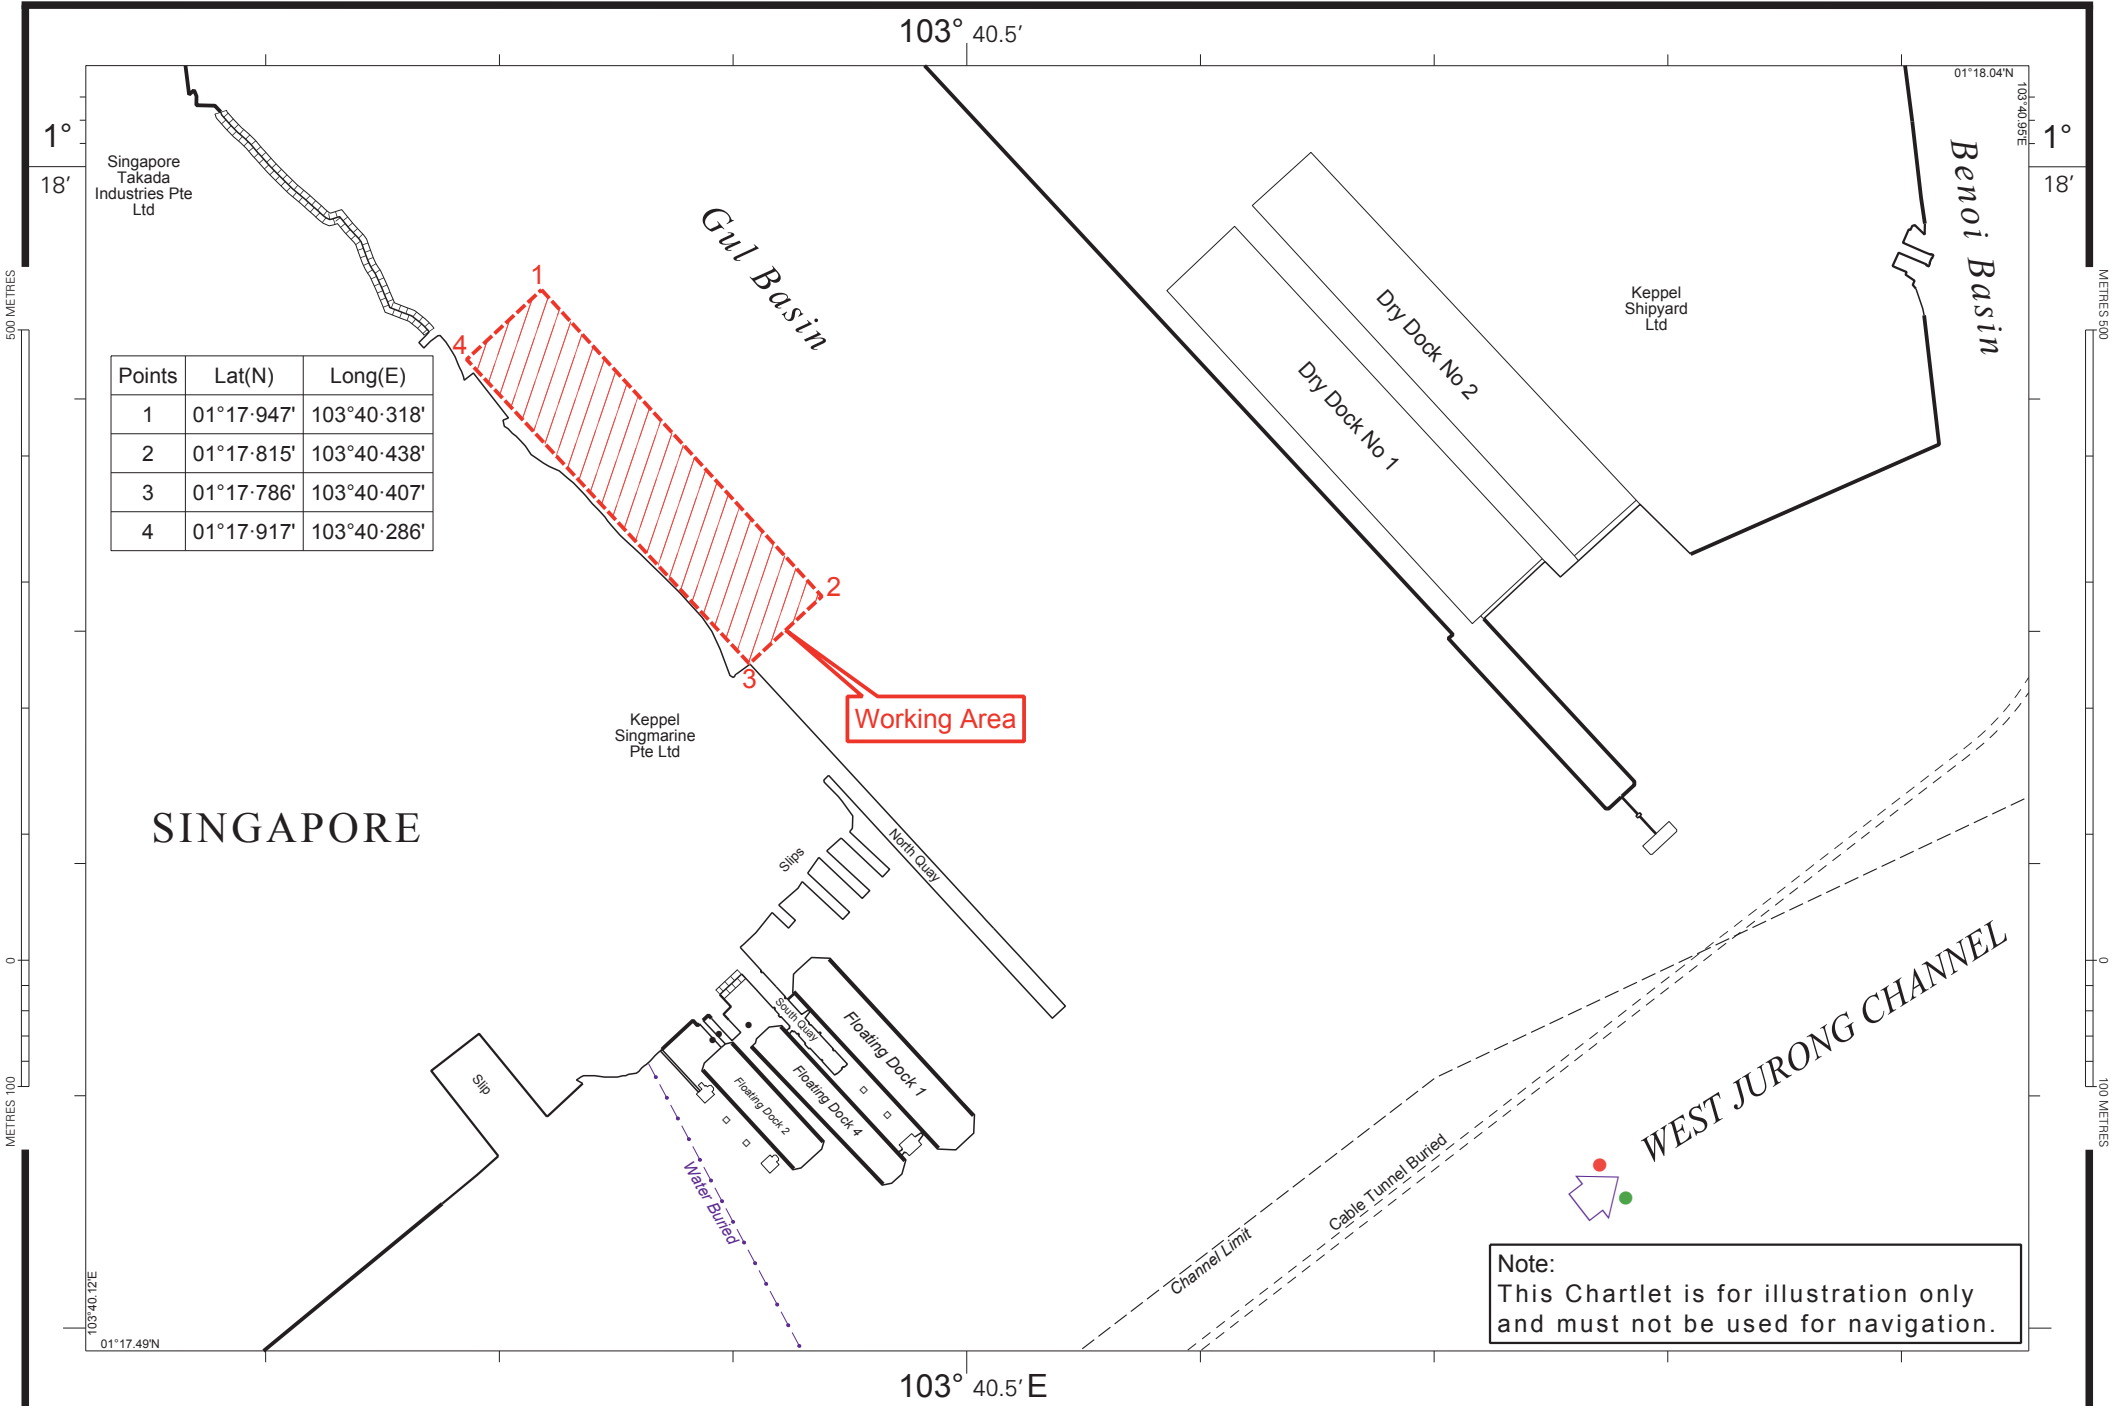 103° 40.5′
01°18.04'N
103°40.95'E
1°
18′
1°
18′
Singapore
Takada
Industries Pte
Ltd
Gul Basin
Benoi Basin
Keppel
Shipyard
Ltd
Dry Dock No 2
Dry Dock No 1
500 METRES
0
METRES 100
METRES 500
0
100 METRES
1
4
2
3
Points Lat(N) Long(E)
1 01°17·947' 103°40·318'
2 01°17·815' 103°40·438'
3 01°17·786' 103°40·407'
4 01°17·917' 103°40·286'
Working Area
Keppel
Singmarine
Pte Ltd
SINGAPORE
Slips
North Quay
South Quay
Floating Dock 1
Floating Dock 4
Floating Dock 2
Slip
Water Buried
WEST JURONG CHANNEL
Cable Tunnel Buried
Channel Limit
Note:
This Chartlet is for illustration only
and must not be used for navigation.
103°40.12'E
01°17.49'N
103° 40.5′ E